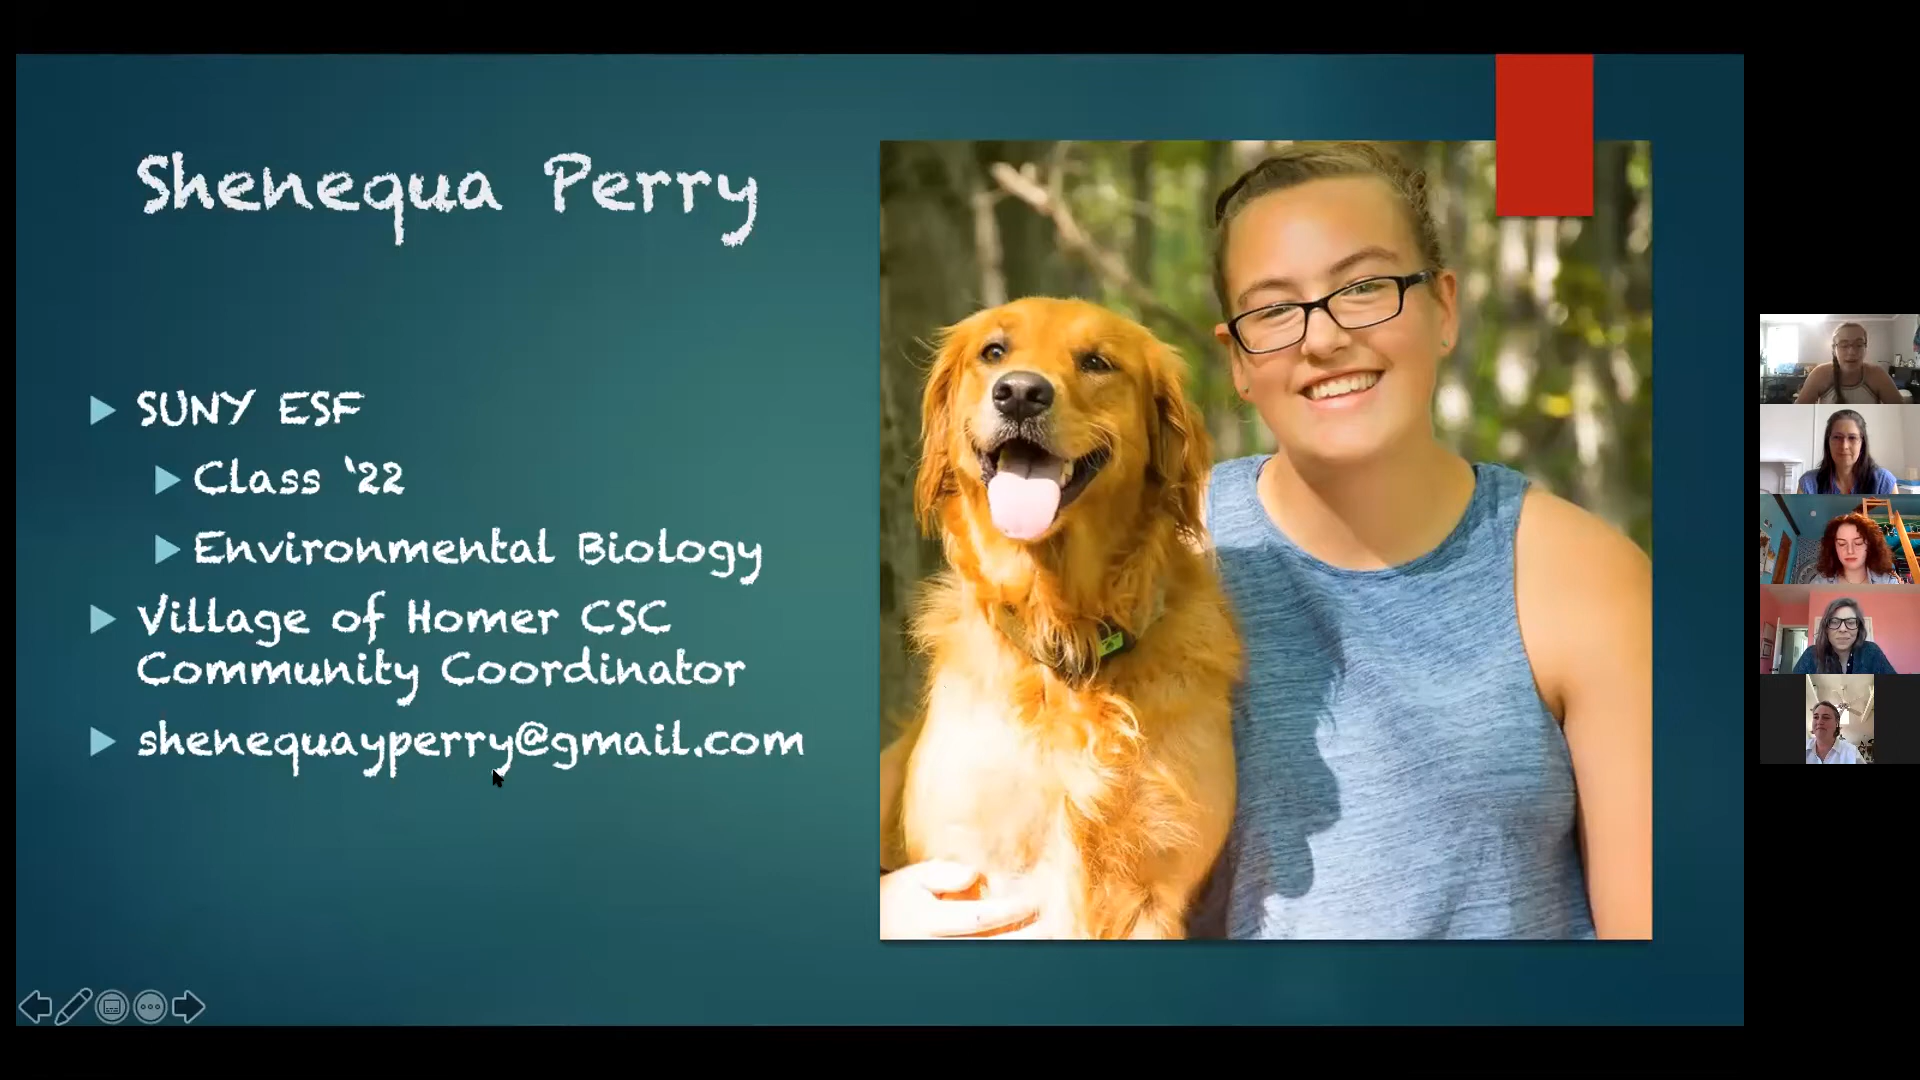 Shenequa Perry
SUNY ESF
Class ‘22
Environmental Biology
Village of Homer CSC
Community Coordinator
shenequayperry@gmail.com